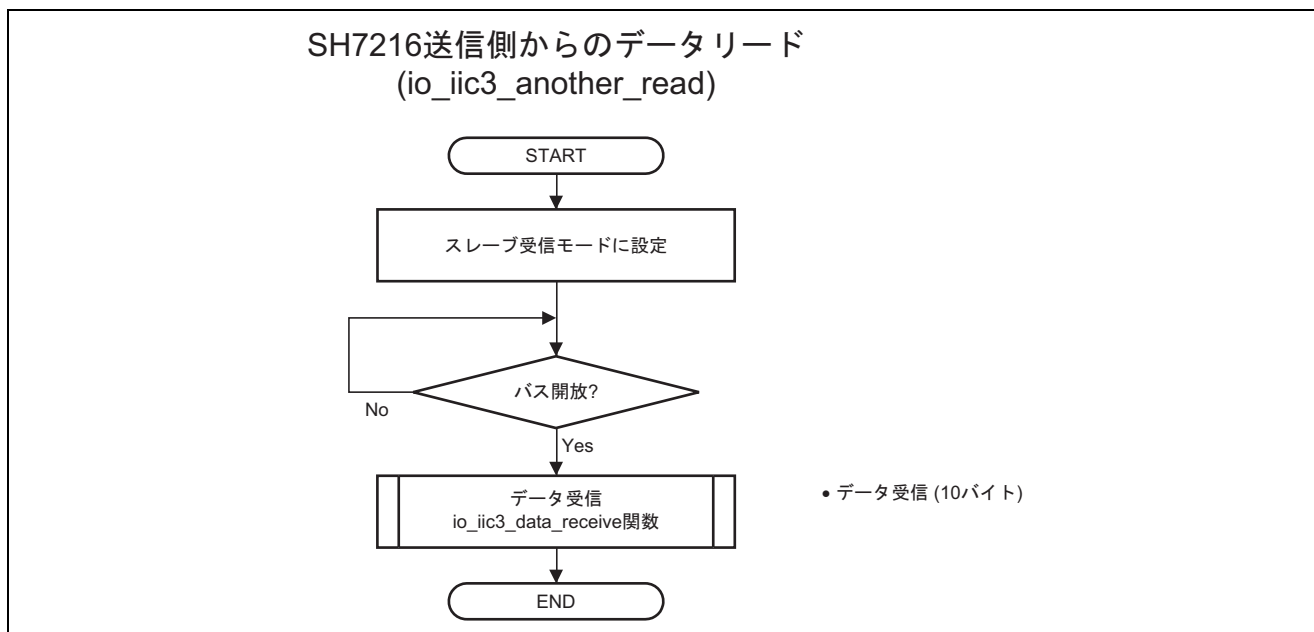 SH7216送信側からのデータリード
(io_iic3_another_read)
START
スレーブ受信モードに設定
バス開放?
No
Yes
データ受信
io_iic3_data_receive関数
• データ受信 (10バイト)
END